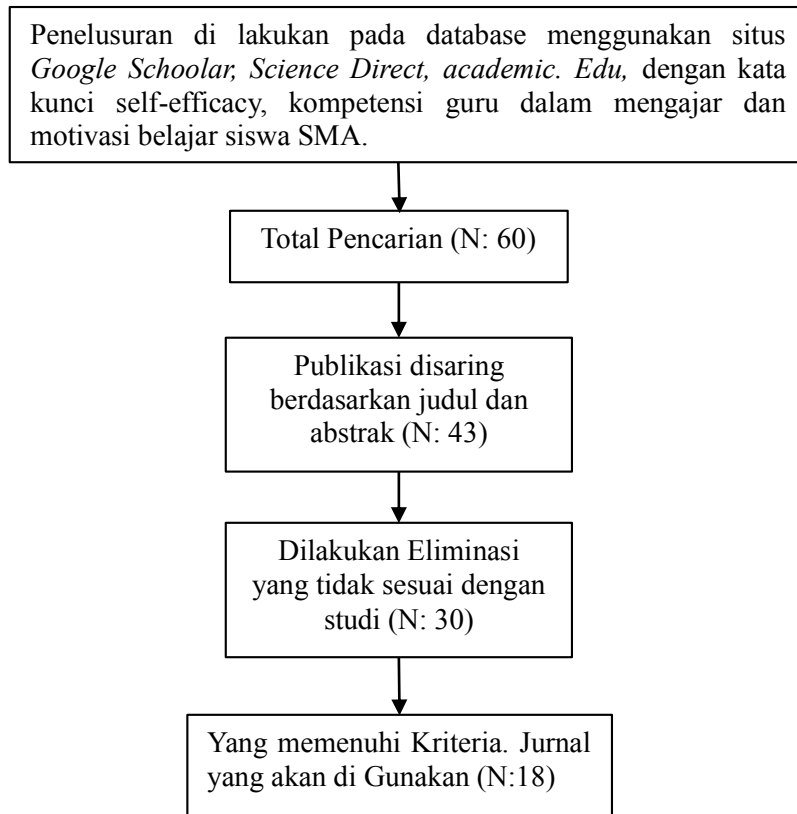 Penelusuran di lakukan pada database menggunakan situs
Google Schoolar, Science Direct, academic. Edu, dengan kata
kunci self-efficacy, kompetensi guru dalam mengajar dan
motivasi belajar siswa SMA.
Total Pencarian (N: 60)
Publikasi disaring
berdasarkan judul dan
abstrak (N: 43)
Dilakukan Eliminasi
yang tidak sesuai dengan
studi (N: 30)
Yang memenuhi Kriteria. Jurnal
yang akan di Gunakan (N:18)